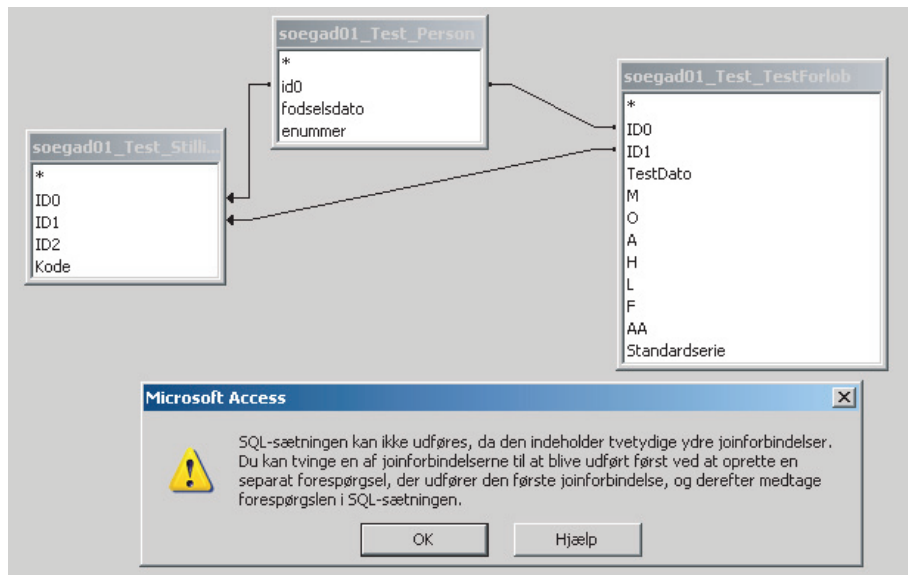 soegad01_Test_Person
*
id0
fodselsdato
enummer
soegad01_Test_Stilli...
*
ID0
ID1
ID2
Kode
soegad01_Test_TestForlob
*
ID0
ID1
TestDato
M
O
A
H
L
F
AA
Standardserie
Microsoft Access
SQL-sætningen kan ikke udføres, da den indeholder tvetydige ydre joinforbindelser.
Du kan tvinge en af joinforbindelserne til at blive udført først ved at oprette en
separat forespørgsel, der udfører den første joinforbindelse, og derefter medtage
forespørgslen i SQL-sætningen.
OK
Hjælp